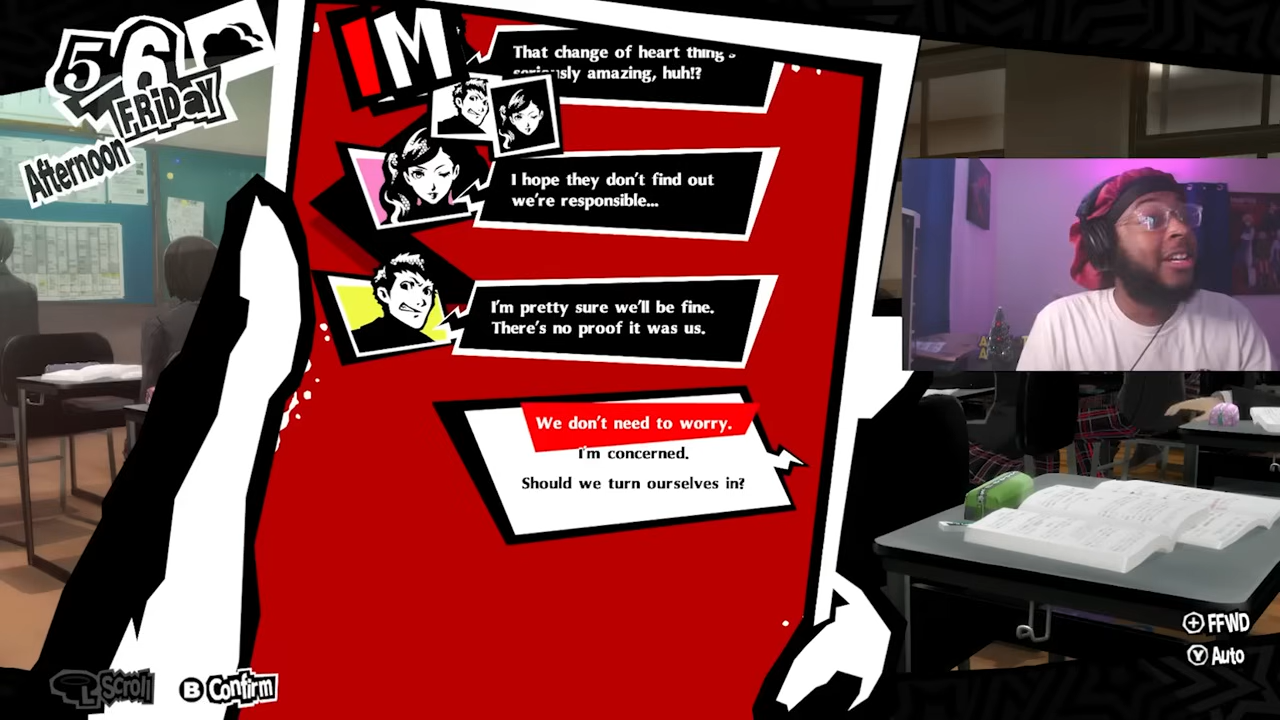 5/6
FRIDAY
Afternoon
IM
That change of heart thing's
seriously amazing, huh!?
I hope they don't find out
we're responsible...
I'm pretty sure we'll be fine.
There's no proof it was us.
We don't need to worry.
I'm concerned.
Should we turn ourselves in?
+ FFWD
Y Auto
L Scroll
B Confirm